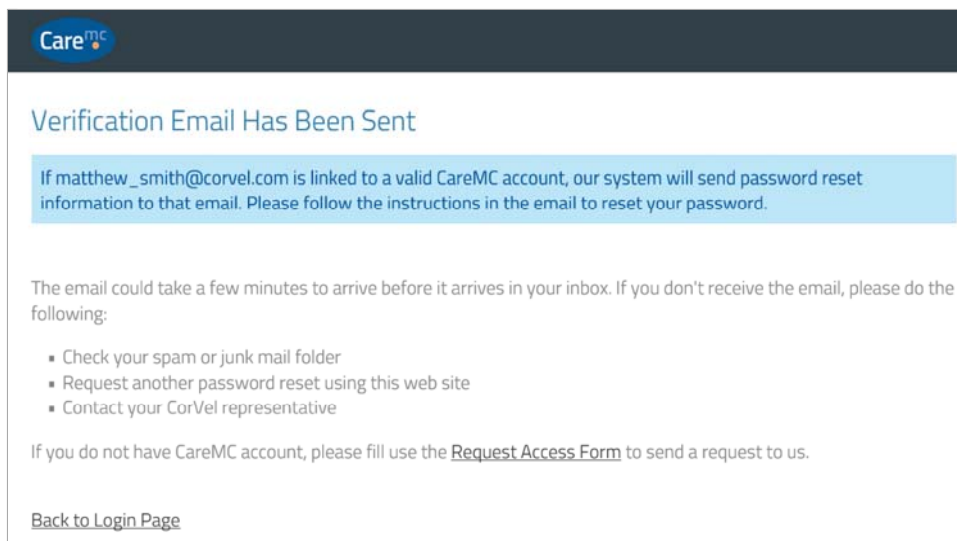 Care mc
Verification Email Has Been Sent
If matthew_smith@corvel.com is linked to a valid CareMC account, our system will send password reset
information to that email. Please follow the instructions in the email to reset your password.
The email could take a few minutes to arrive before it arrives in your inbox. If you don't receive the email, please do the
following:
▪ Check your spam or junk mail folder
▪ Request another password reset using this web site
▪ Contact your CorVel representative
If you do not have CareMC account, please fill use the Request Access Form to send a request to us.
Back to Login Page